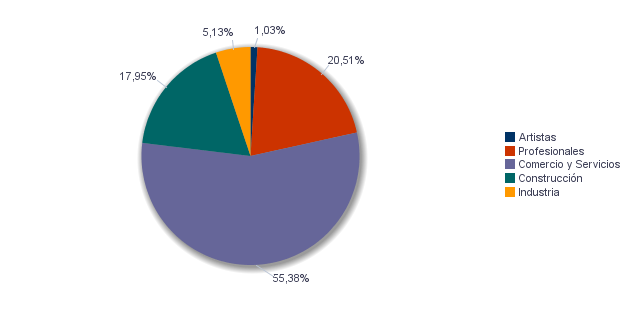 5,13%
1,03%
20,51%
17,95%
55,38%
Artistas
Profesionales
Comercio y Servicios
Construcción
Industria